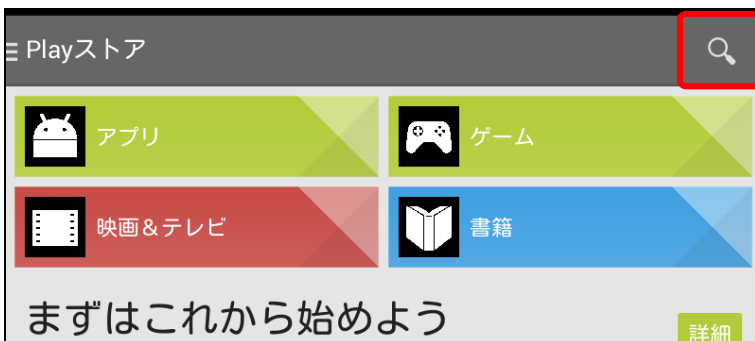 Playストア
アプリ
ゲーム
映画＆テレビ
書籍
まずはこれから始めよう
詳細